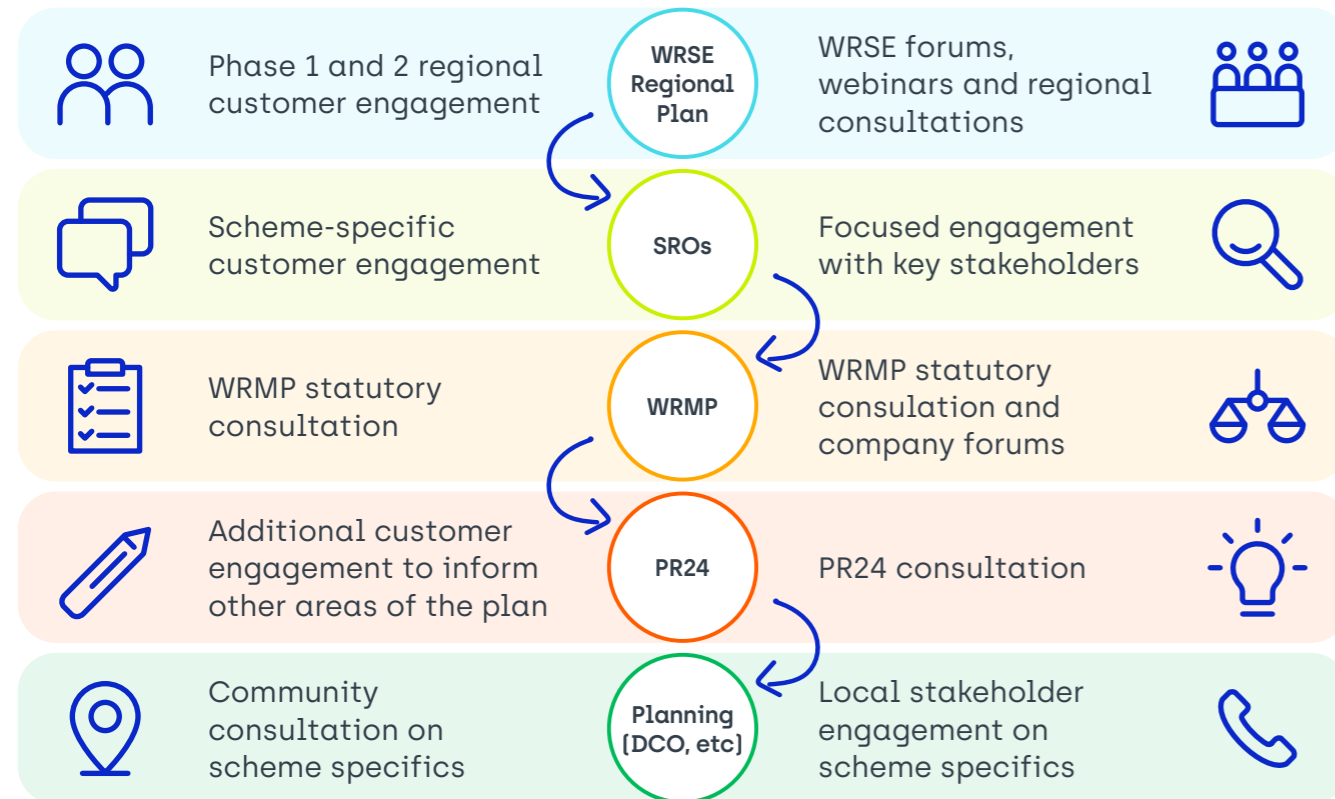 Phase 1 and 2 regional
customer engagement
WRSE
Regional
Plan
WRSE forums,
webinars and regional
consultations
Scheme-specific
customer engagement
SROs
Focused engagement
with key stakeholders
WRMP statutory
consultation
WRMP
WRMP statutory
consulation and
company forums
Additional customer
engagement to inform
other areas of the plan
PR24
PR24 consultation
Community
consultation on
scheme specifics
Planning
(DCO, etc)
Local stakeholder
engagement on
scheme specifics